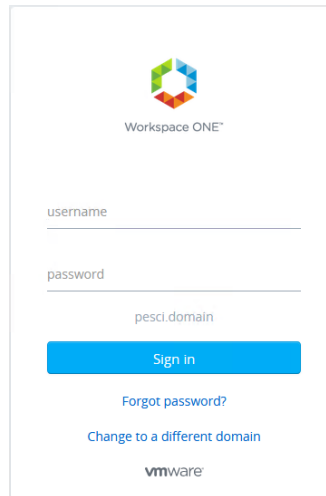 Workspace ONE™
username
password
pesci.domain
Sign in
Forgot password?
Change to a different domain
vmware